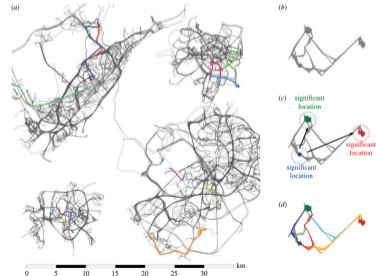 (a)
(b)
(c)
significant
location
significant
location
significant
location
(d)
km
0 5 10 15 20 25 30